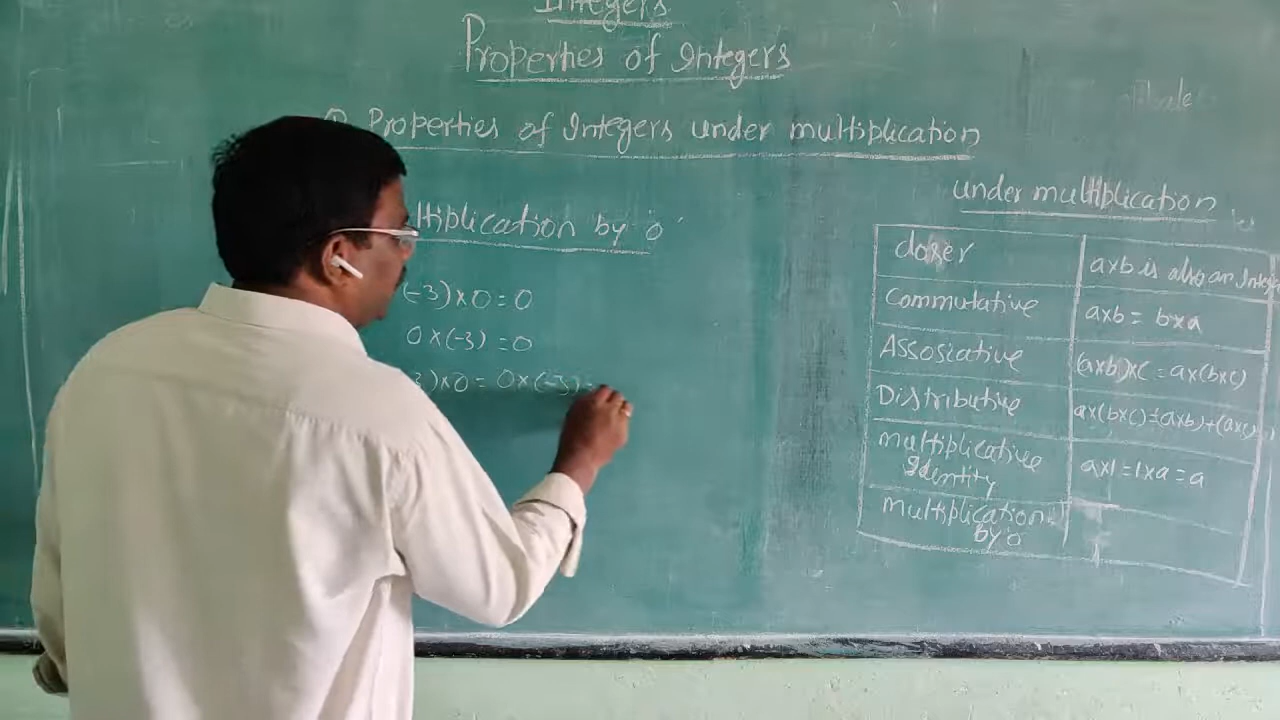 Integers
Properties of Integers
Properties of Integers under multiplication
ltiplication by 0
(-3)×0=0
0×(-3)=0
3)×0=0×(-3)=
under multiplication
closer
a×b is also an Intege
Commutative
a×b = b×a
Assosiative
(a×b)×C = a×(b×c)
Distributive
a×(b×c)=(a×b)+(a×c)
multiplicative Identity
a×1=1×a=a
multiplication by 0